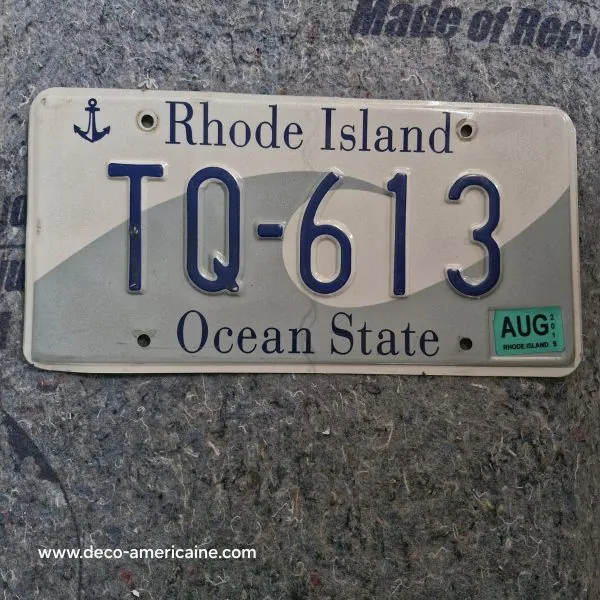 Made of Recy
Rhode Island
TQ-613
Ocean State
AUG
2019
RHODE ISLAND
www.deco-americaine.com